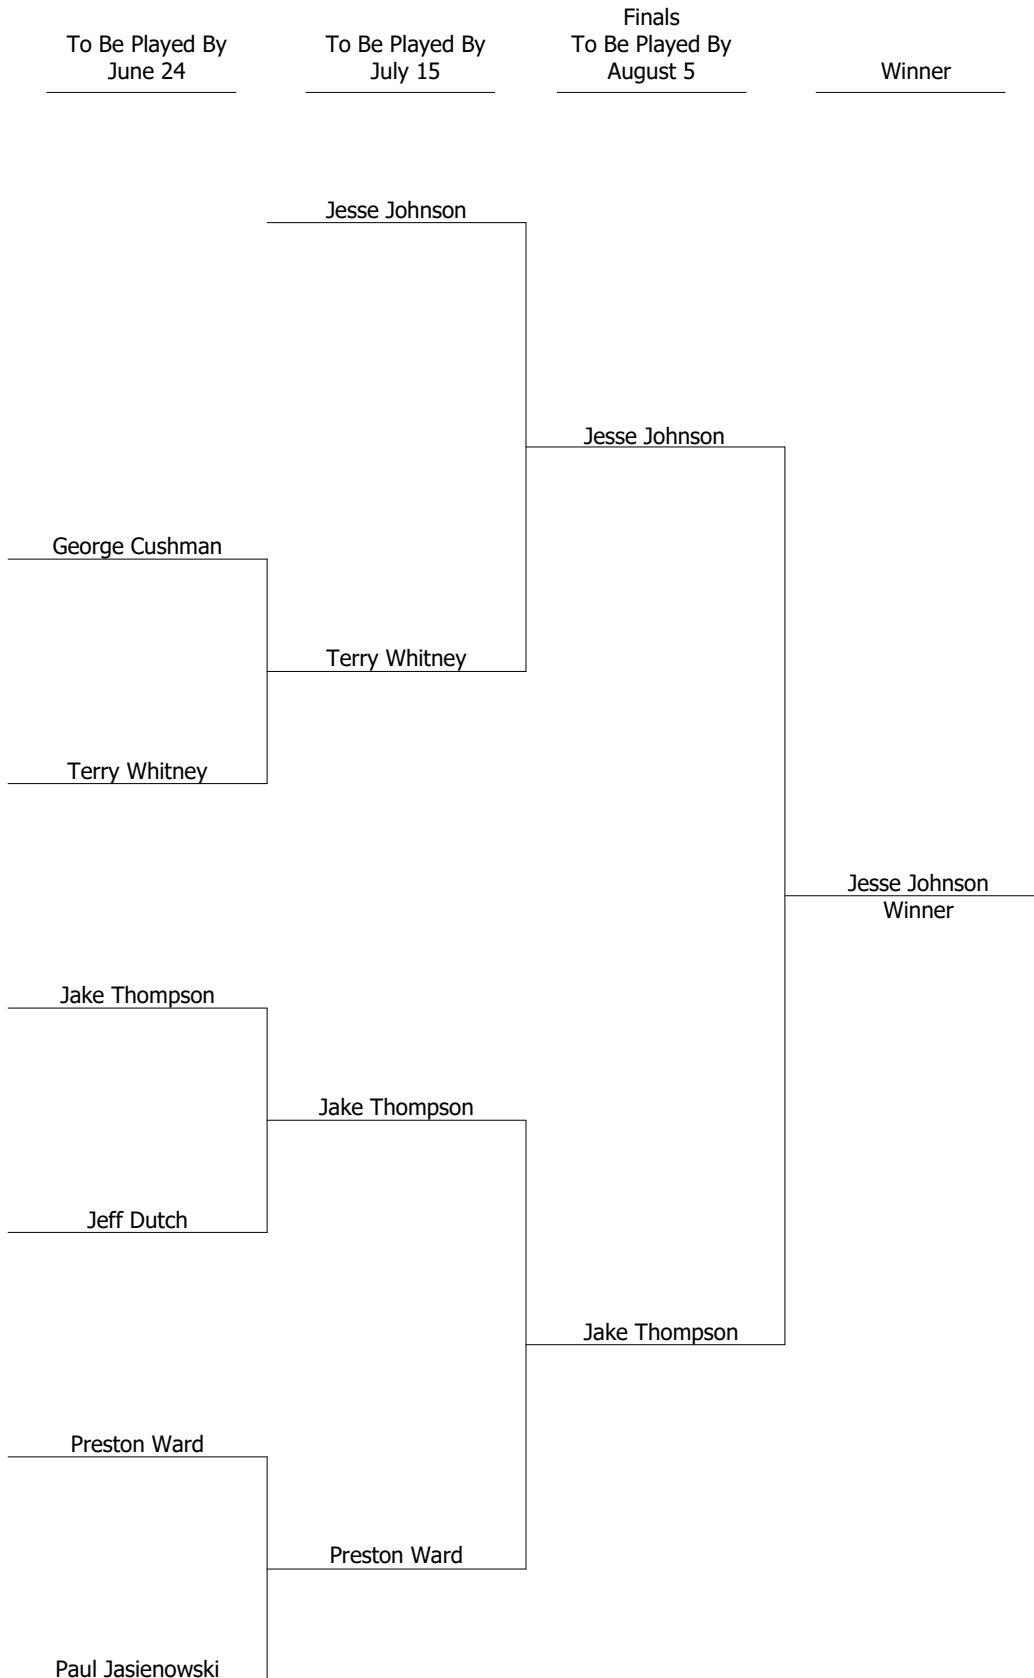 To Be Played By
June 24
To Be Played By
July 15
Finals
To Be Played By
August 5
Winner
Jesse Johnson
Jesse Johnson
George Cushman
Terry Whitney
Terry Whitney
Jesse Johnson
Winner
Jake Thompson
Jake Thompson
Jeff Dutch
Jake Thompson
Preston Ward
Preston Ward
Paul Jasienowski